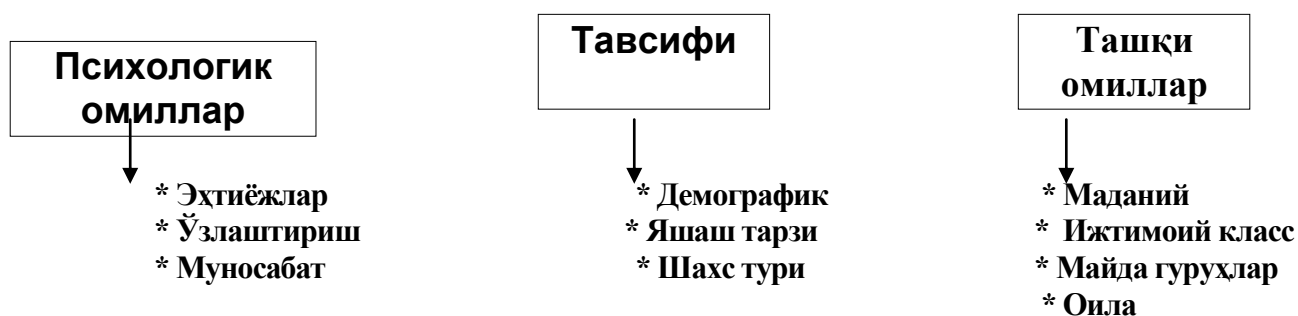 Психологик
омиллар
* Эҳтиёжлар
* Ўзлаштириш
* Муносабат
Тавсифи
* Демографик
* Яшаш тарзи
* Шахс тури
Ташқи
омиллар
* Маданий
* Ижтимоий класс
* Майда гуруҳлар
* Оила